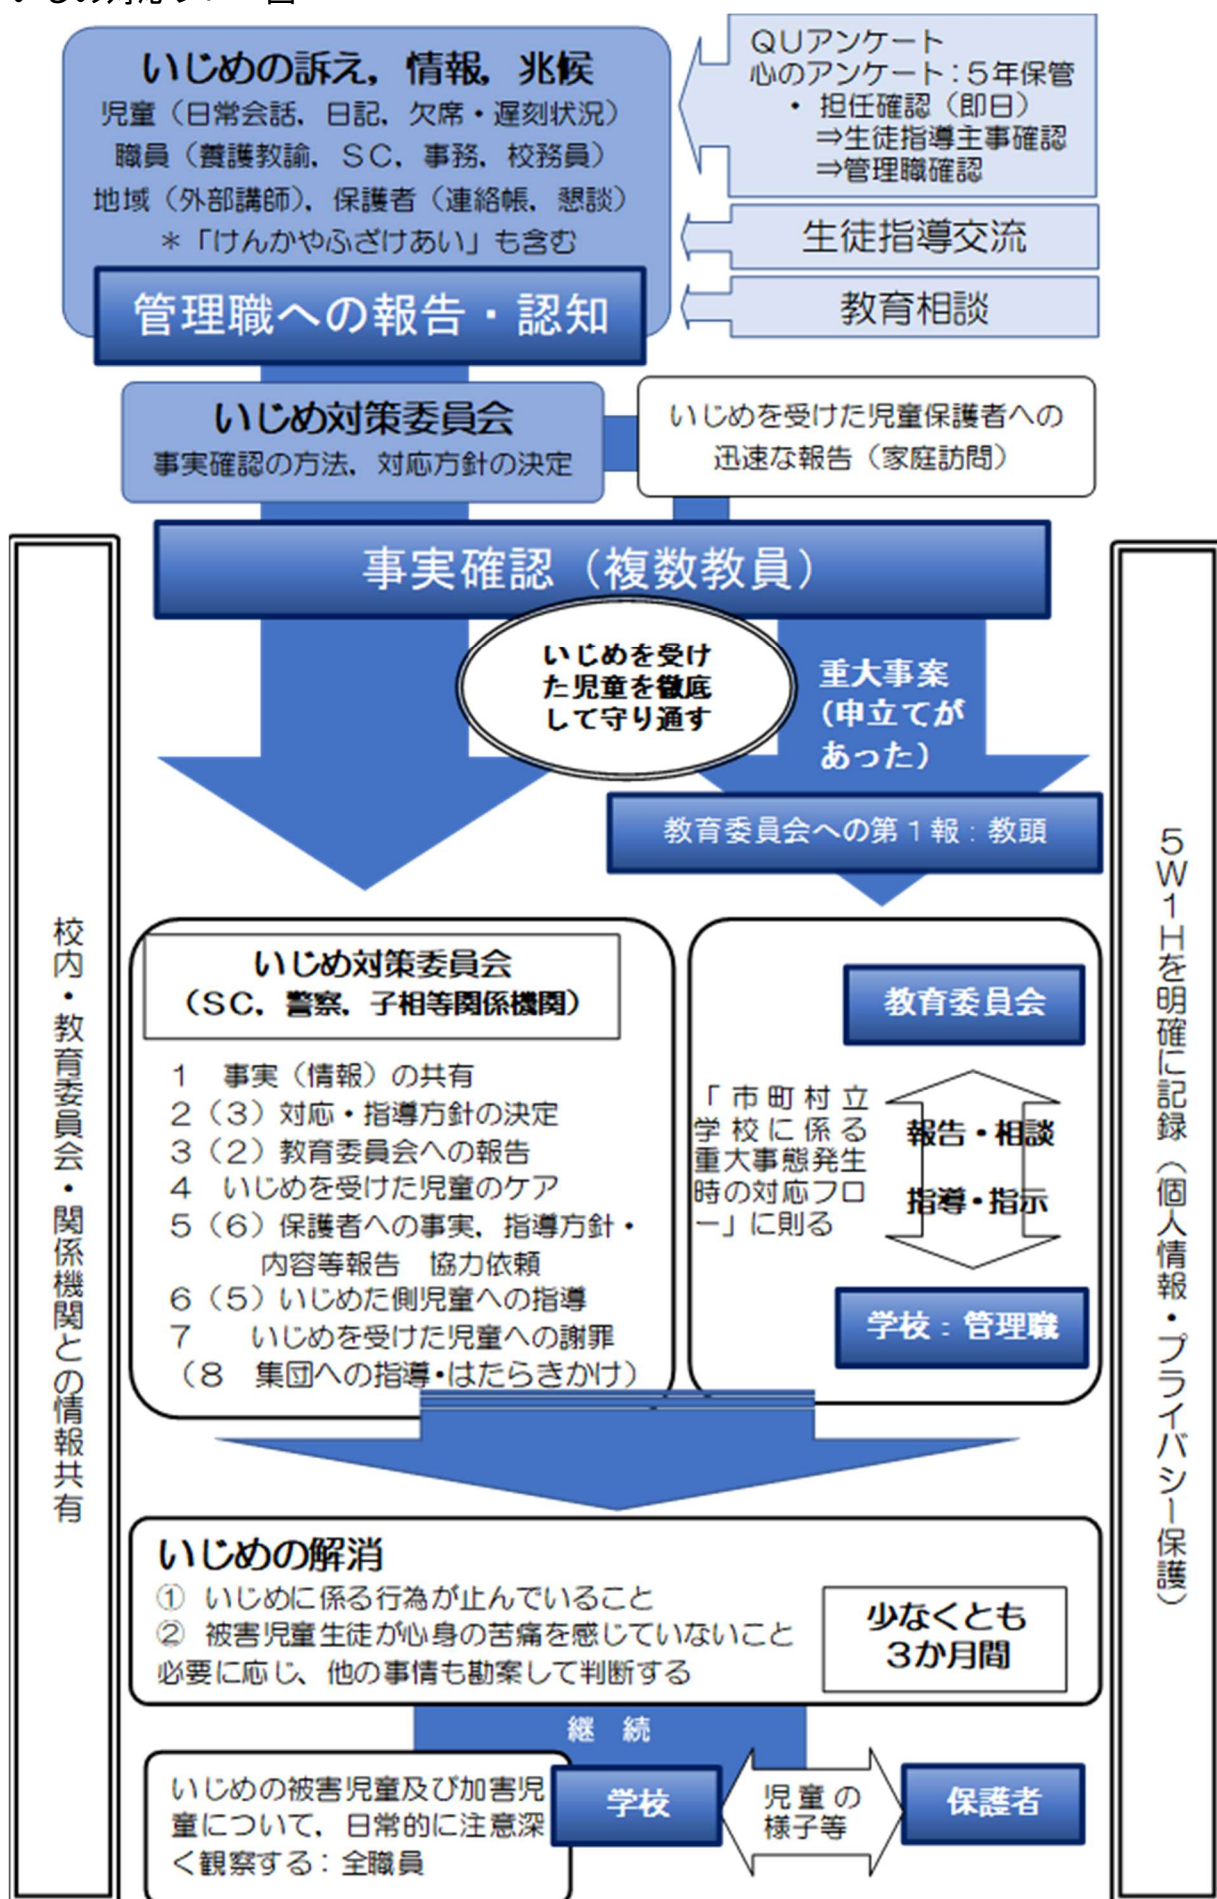 いじめ対応フロー図
いじめの訴え，情報，兆候
児童（日常会話，日記，欠席・遅刻状況）
職員（養護教諭，ＳＣ，事務，校務員）
地域（外部講師），保護者（連絡帳，懇談）
＊「けんかやふざけあい」も含む
管理職への報告・認知
ＱＵアンケート
心のアンケート：５年保管
・ 担任確認（即日）
⇒生徒指導主事確認
⇒管理職確認
生徒指導交流
教育相談
いじめ対策委員会
事実確認の方法，対応方針の決定
いじめを受けた児童保護者への
迅速な報告（家庭訪問）
事実確認（複数教員）
いじめを受け
た児童を徹底
して守り通す
重大事案
（申立てが
あった）
教育委員会への第１報：教頭
校内・教育委員会・関係機関との情報共有
５Ｗ１Ｈを明確に記録（個人情報・プライバシー保護）
いじめ対策委員会
（ＳＣ，警察，子相等関係機関）
１　事実（情報）の共有
２（３）対応・指導方針の決定
３（２）教育委員会への報告
４　いじめを受けた児童のケア
５（６）保護者への事実，指導方針・
内容等報告　協力依頼
６（５）いじめた側児童への指導
７　いじめを受けた児童への謝罪
（８　集団への指導・はたらきかけ）
教育委員会
「市町村立
学校に係る
重大事態発生
時の対応フロ
ー」に則る
報告・相談
指導・指示
学校：管理職
いじめの解消
① いじめに係る行為が止んでいること
② 被害児童生徒が心身の苦痛を感じていないこと
必要に応じ、他の事情も勘案して判断する
少なくとも
３か月間
継　続
いじめの被害児童及び加害児
童について，日常的に注意深
く観察する：全職員
学校
児童の
様子等
保護者